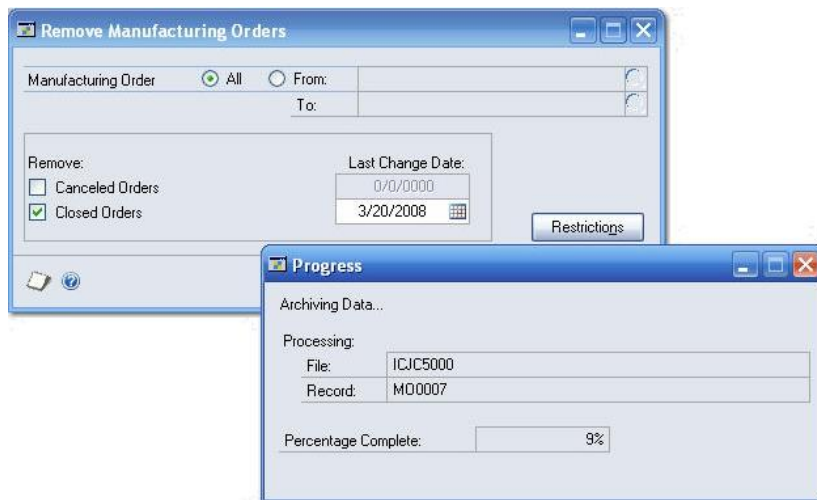 Remove Manufacturing Orders
Manufacturing Order All From:
To:
Remove: Last Change Date:
Canceled Orders 0/0/0000
Closed Orders 3/20/2008
Restrictions
Progress
Archiving Data...
Processing:
File: ICJC5000
Record: MO0007
Percentage Complete: 9%